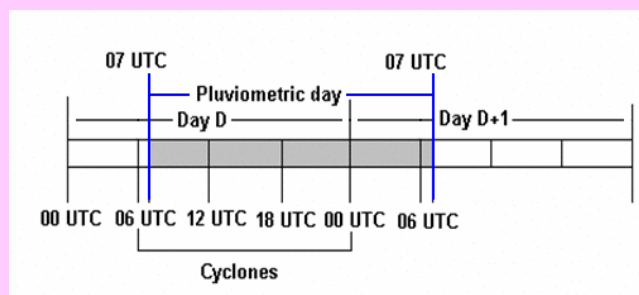 07 UTC 07 UTC
Pluviometric day
Day D Day D+1
00 UTC 06 UTC 12 UTC 18 UTC 00 UTC 06 UTC
Cyclones